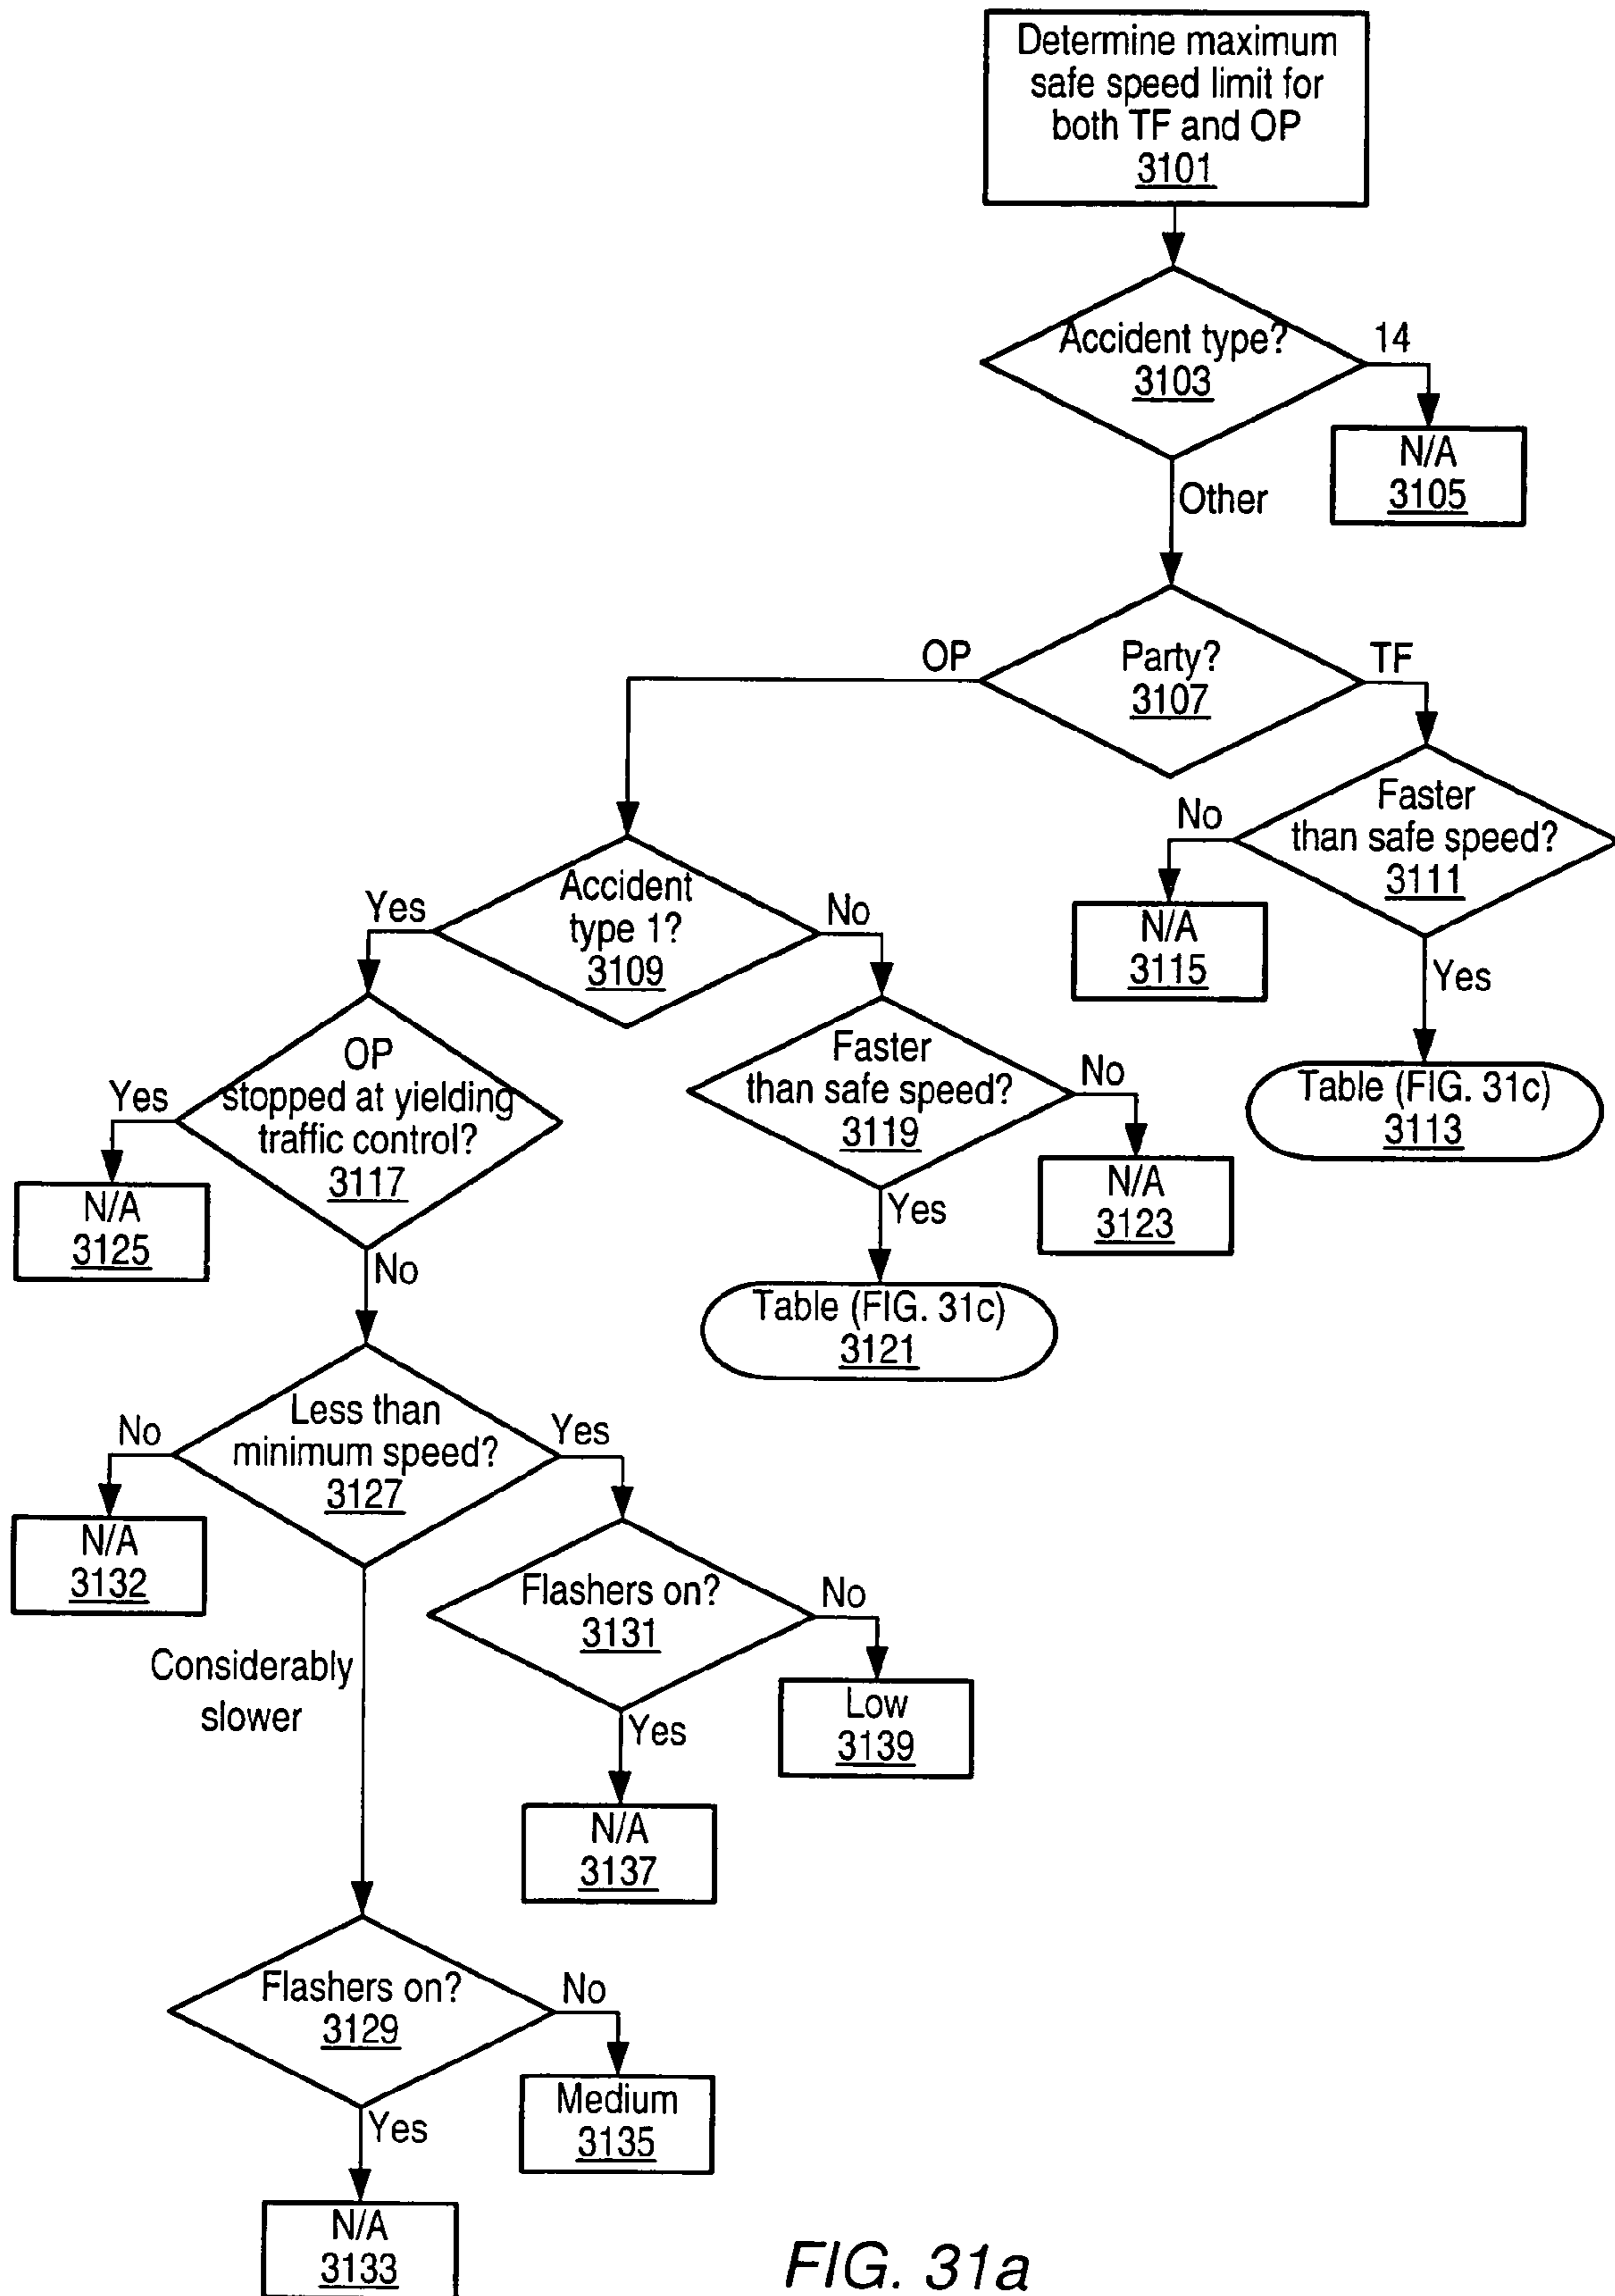 Determine maximum
safe speed limit for
both TF and OP
3101
Accident type?
3103
14
N/A
3105
Other
Party?
3107
OP
TF
Faster
than safe speed?
3111
No
N/A
3115
Yes
Table (FIG. 31c)
3113
Accident
type 1?
3109
Yes
No
OP
stopped at yielding
traffic control?
3117
Yes
N/A
3125
No
Faster
than safe speed?
3119
No
N/A
3123
Yes
Table (FIG. 31c)
3121
Less than
minimum speed?
3127
No
N/A
3132
Yes
Flashers on?
3131
No
Low
3139
Yes
N/A
3137
Considerably
slower
Flashers on?
3129
No
Medium
3135
Yes
N/A
3133
FIG. 31a